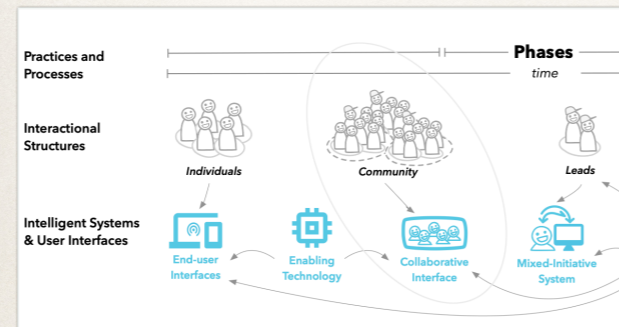 Practices and
Processes
Phases
time
Interactional
Structures
Individuals
Community
Leads
Intelligent Systems
& User Interfaces
End-user
Interfaces
Enabling
Technology
Collaborative
Interface
Mixed-Initiative
System